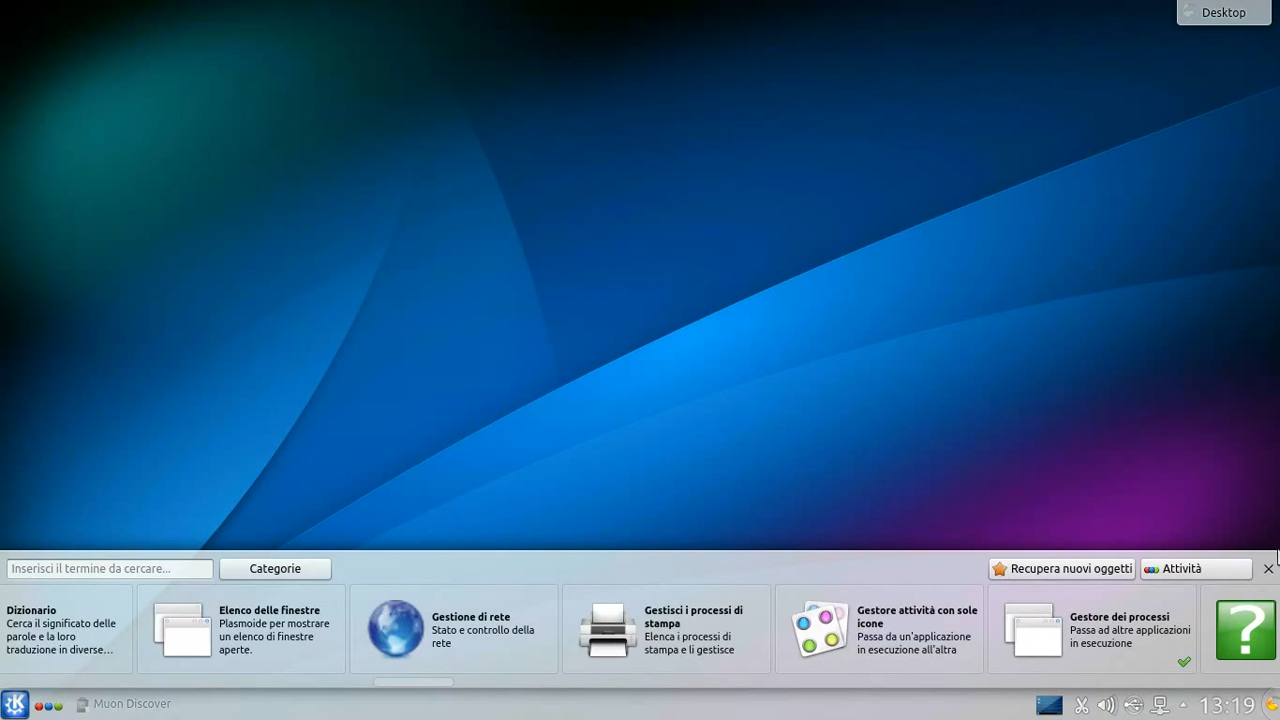 Desktop
Inserisci il termine da cercare...
Categorie
Recupera nuovi oggetti
Attività
Dizionario
Cerca il significato delle
parole e la loro
traduzione in diverse...
Elenco delle finestre
Plasmoide per mostrare
un elenco di finestre
aperte.
Gestione di rete
Stato e controllo della
rete
Gestisci i processi di
stampa
Elenca i processi di
stampa e li gestisce
Gestore attività con sole
icone
Passa da un'applicazione
in esecuzione all'altra
Gestore dei processi
Passa ad altre applicazioni
in esecuzione
Muon Discover
13:19